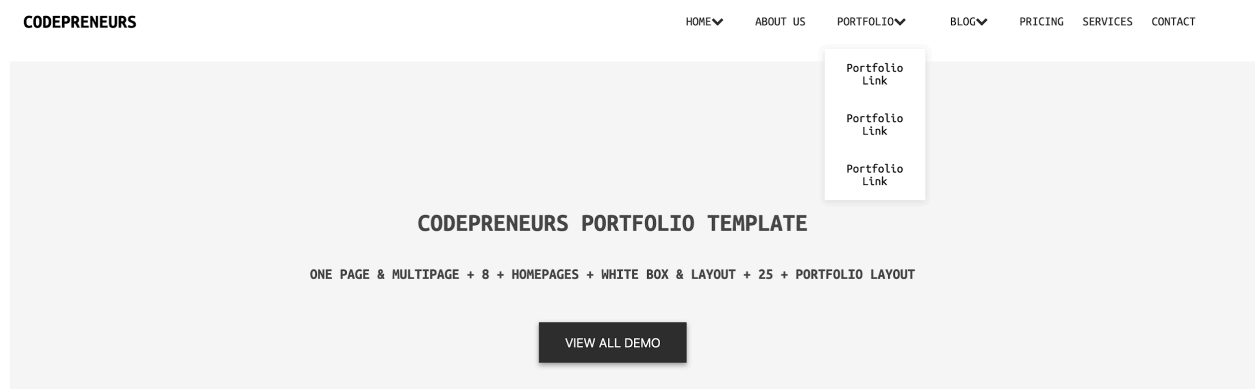 CODEPRENEURS
HOME
ABOUT US
PORTFOLIO
BLOG
PRICING
SERVICES
CONTACT
Portfolio
Link
Portfolio
Link
Portfolio
Link
CODEPRENEURS PORTFOLIO TEMPLATE
ONE PAGE & MULTIPAGE + 8 + HOMEPAGES + WHITE BOX & LAYOUT + 25 + PORTFOLIO LAYOUT
VIEW ALL DEMO